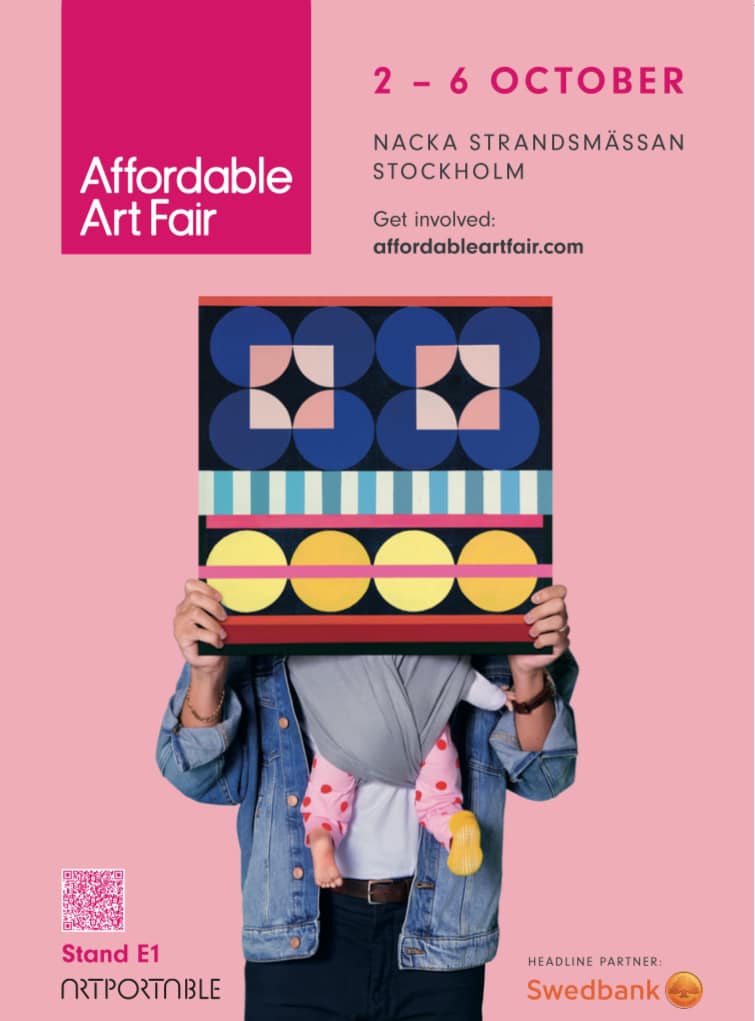 Affordable
Art Fair
2 – 6 OCTOBER
NACKA STRANDSMÄSSAN
STOCKHOLM
Get involved:
affordableartfair.com
Stand E1
ARTPORTABLE
HEADLINE PARTNER:
Swedbank